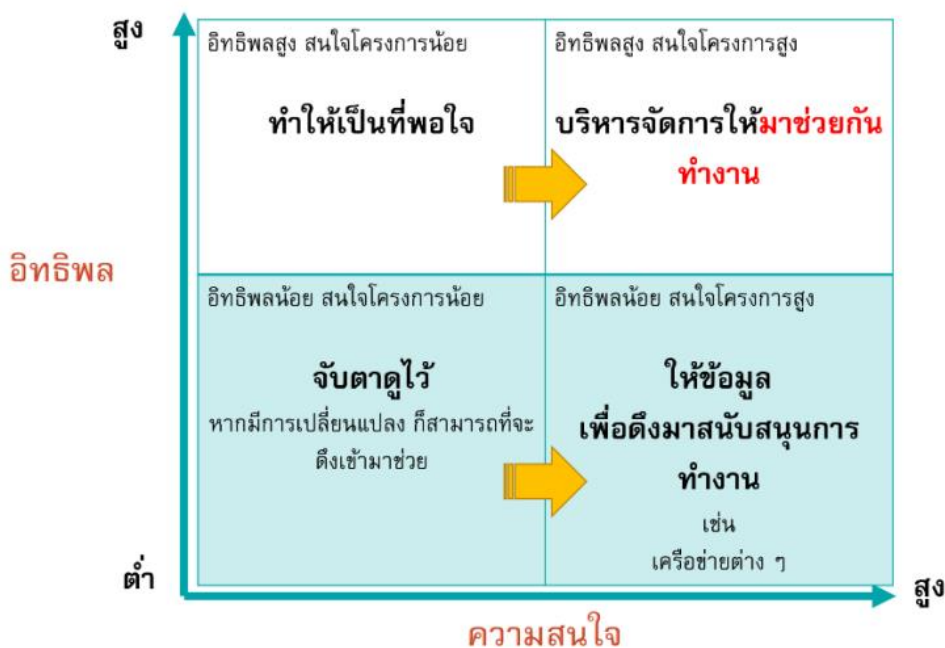 สูง
อิทธิพลสูง สนใจโครงการน้อย
ทำให้เป็นที่พอใจ
อิทธิพลสูง สนใจโครงการสูง
บริหารจัดการให้มาช่วยกัน
ทำงาน
อิทธิพล
อิทธิพลน้อย สนใจโครงการน้อย
จับตาดูไว้
หากมีการเปลี่ยนแปลง ก็สามารถที่จะ
ดึงเข้ามาช่วย
อิทธิพลน้อย สนใจโครงการสูง
ให้ข้อมูล
เพื่อดึงมาสนับสนุนการ
ทำงาน
เช่น
เครือข่ายต่าง ๆ
ต่ำ
สูง
ความสนใจ